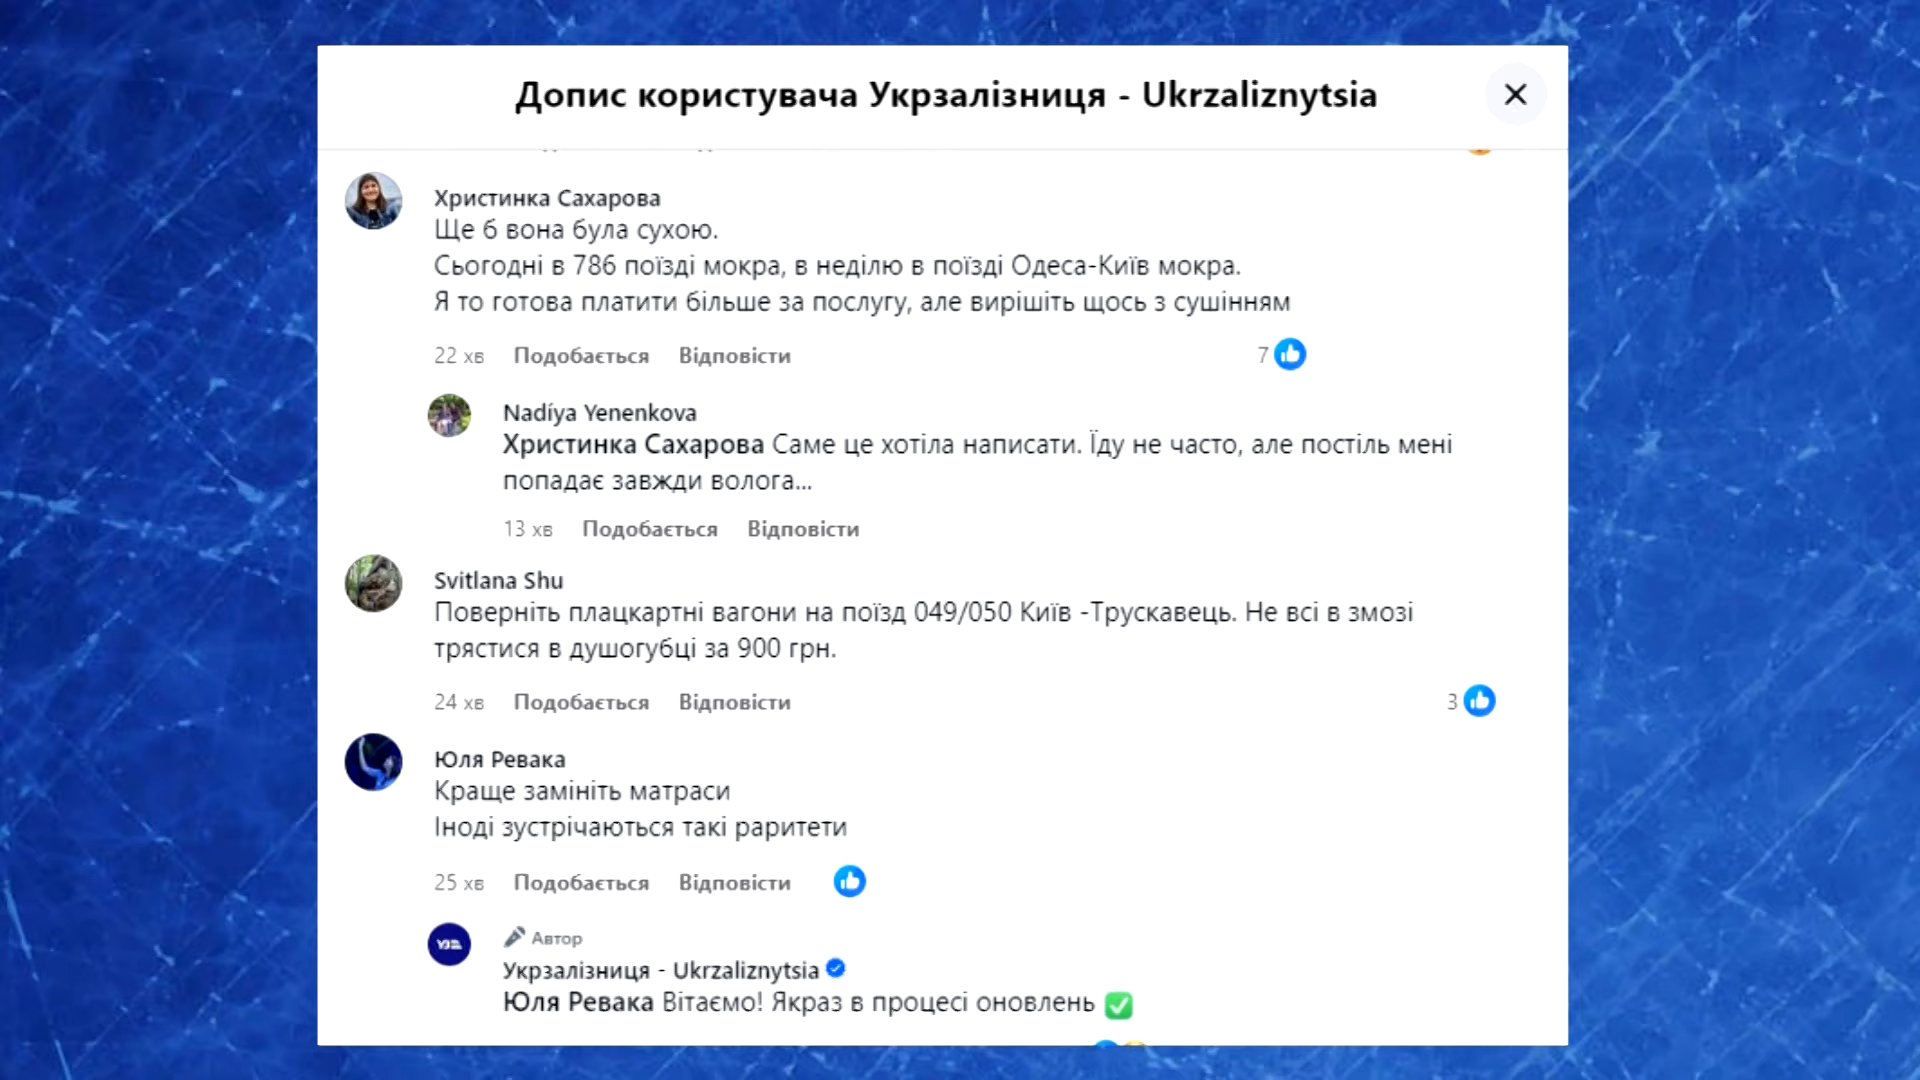 Допис користувача Укрзалізниця - Ukrzaliznytsia
Христинка Сахарова
Ще б вона була сухою.
Сьогодні в 786 поїзді мокра, в неділю в поїзді Одеса-Київ мокра.
Я то готова платити більше за послугу, але вирішіть щось з сушінням
22 хв Подобається Відповісти 7
Nadíya Yenenkova
Христинка Сахарова Саме це хотіла написати. Їду не часто, але постіль мені
попадає завжди волога...
13 хв Подобається Відповісти
Svitlana Shu
Поверніть плацкартні вагони на поїзд 049/050 Київ -Трускавець. Не всі в змозі
трястися в душогубці за 900 грн.
24 хв Подобається Відповісти 3
Юля Ревака
Краще замініть матраси
Іноді зустрічаються такі раритети
25 хв Подобається Відповісти
Автор
Укрзалізниця - Ukrzaliznytsia
Юля Ревака Вітаємо! Якраз в процесі оновлень ✅